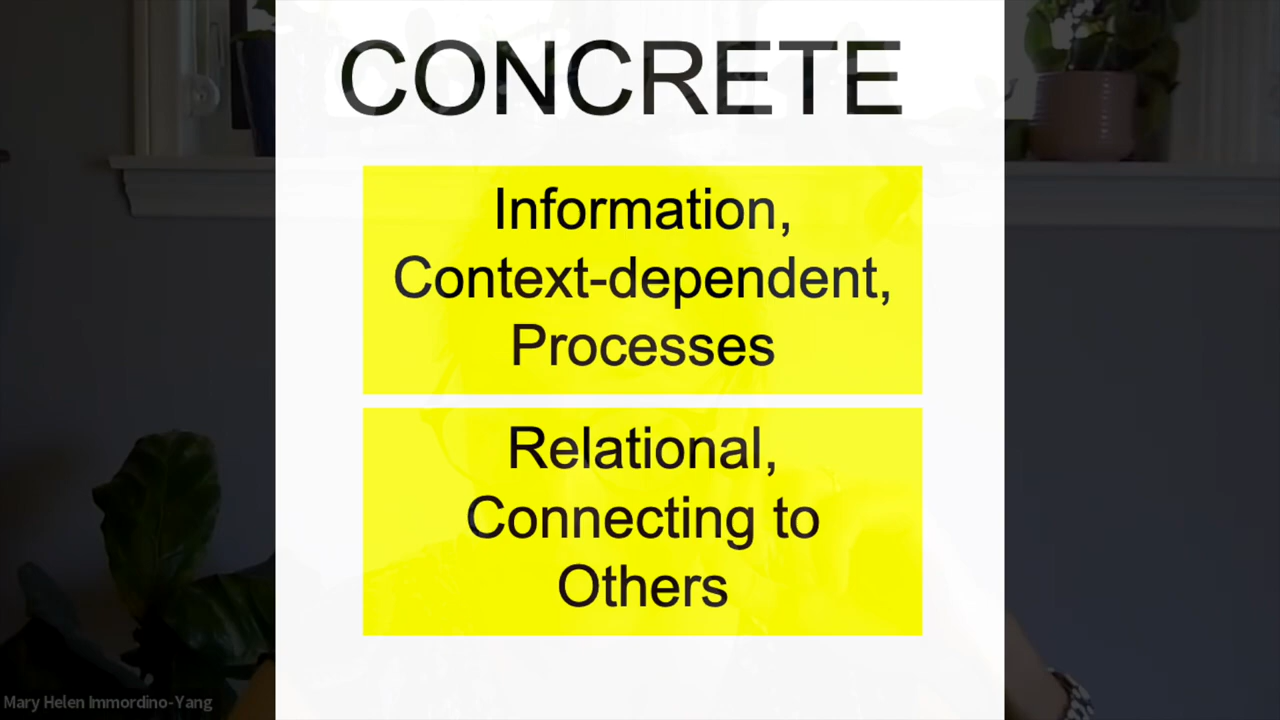 CONCRETE
Information,
Context-dependent,
Processes
Relational,
Connecting to
Others
Mary Helen Immordino-Yang